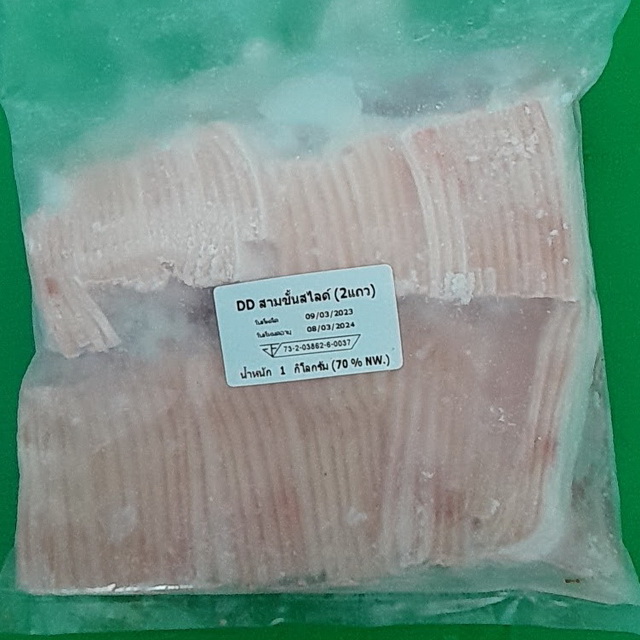 DD สามชั้นสไลด์ (2แถว)
วันที่ผลิต 09/03/2023
วันที่หมดอายุ 08/03/2024
73-2-03862-6-0037
น้ำหนัก 1 กิโลกรัม (70 % NW.)